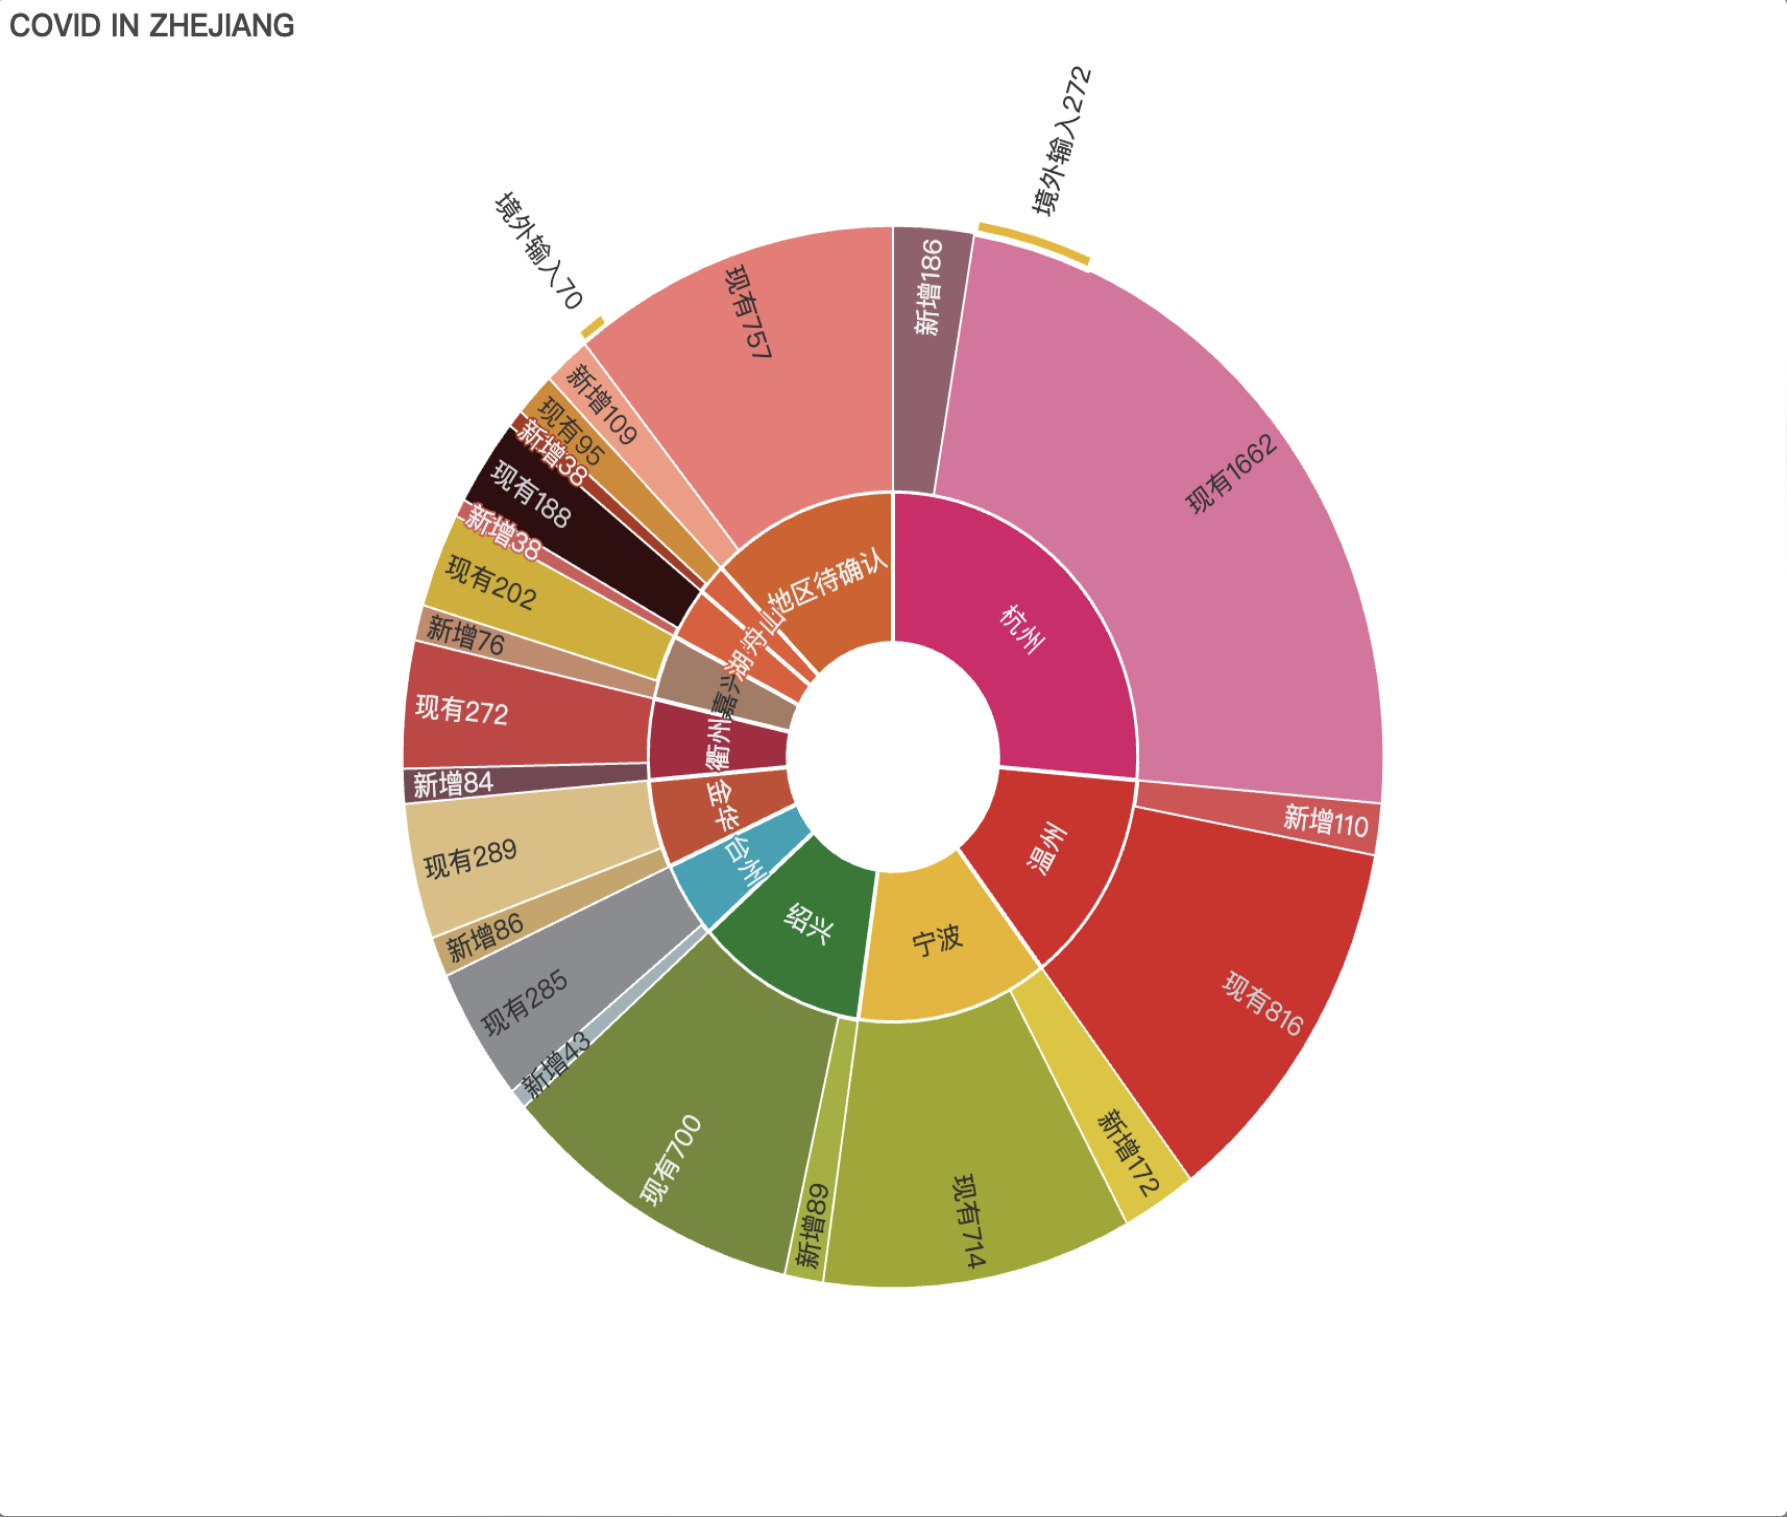 COVID IN ZHEJIANG
境外输入272
境外输入70
新增186
现有1662
新增110
现有816
新增172
现有714
新增89
现有700
新增43
现有285
新增86
现有289
新增84
现有272
新增76
现有202
新增38
现有188
新增38
现有95
新增109
现有757
杭州
温州
宁波
绍兴
台州
金华
衢州
嘉兴
湖
舟山
地区待确认